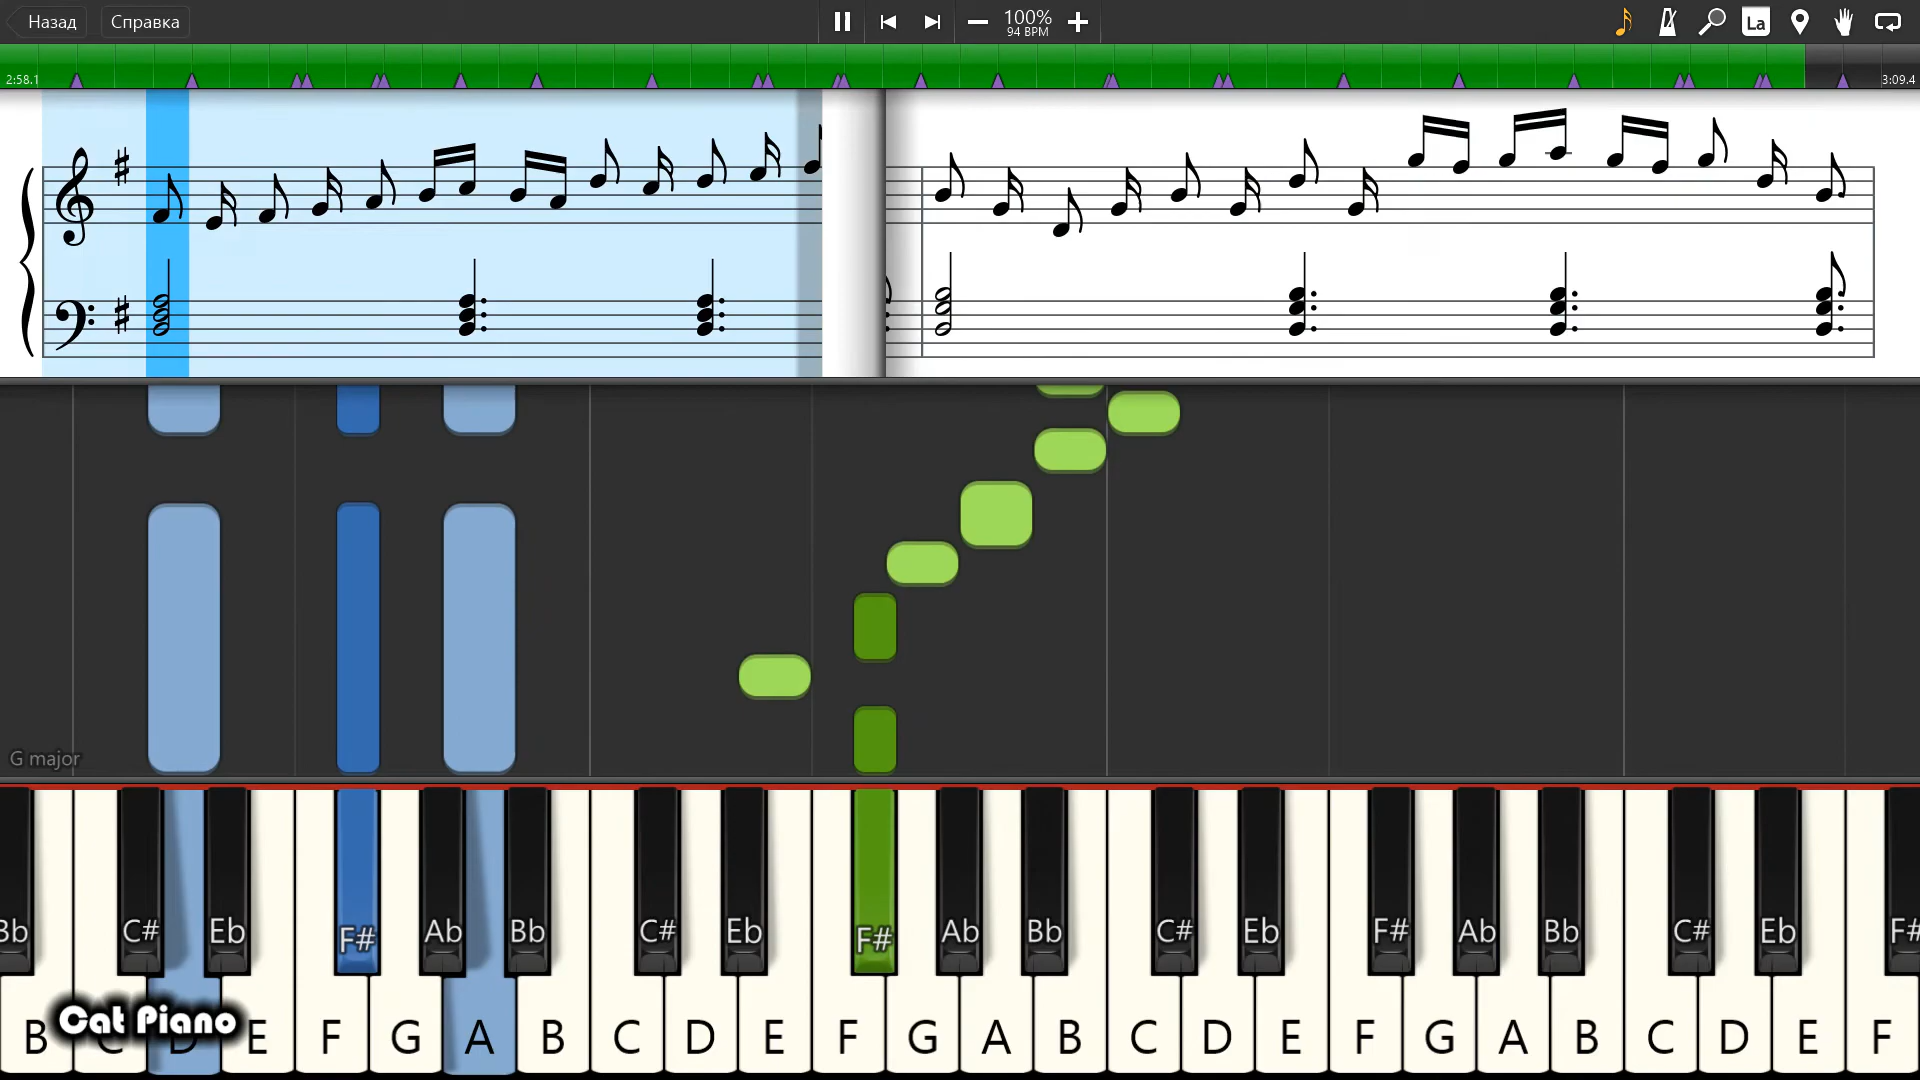 Назад Справка 100% La
94 BPM
2:58.1 3:09.4
G major
Bb C# Eb F# Ab Bb C# Eb F# Ab Bb C# Eb F# Ab Bb C# Eb F#
B C D E F G A B C D E F G A B C D E F G A B C D E F
Cat Piano